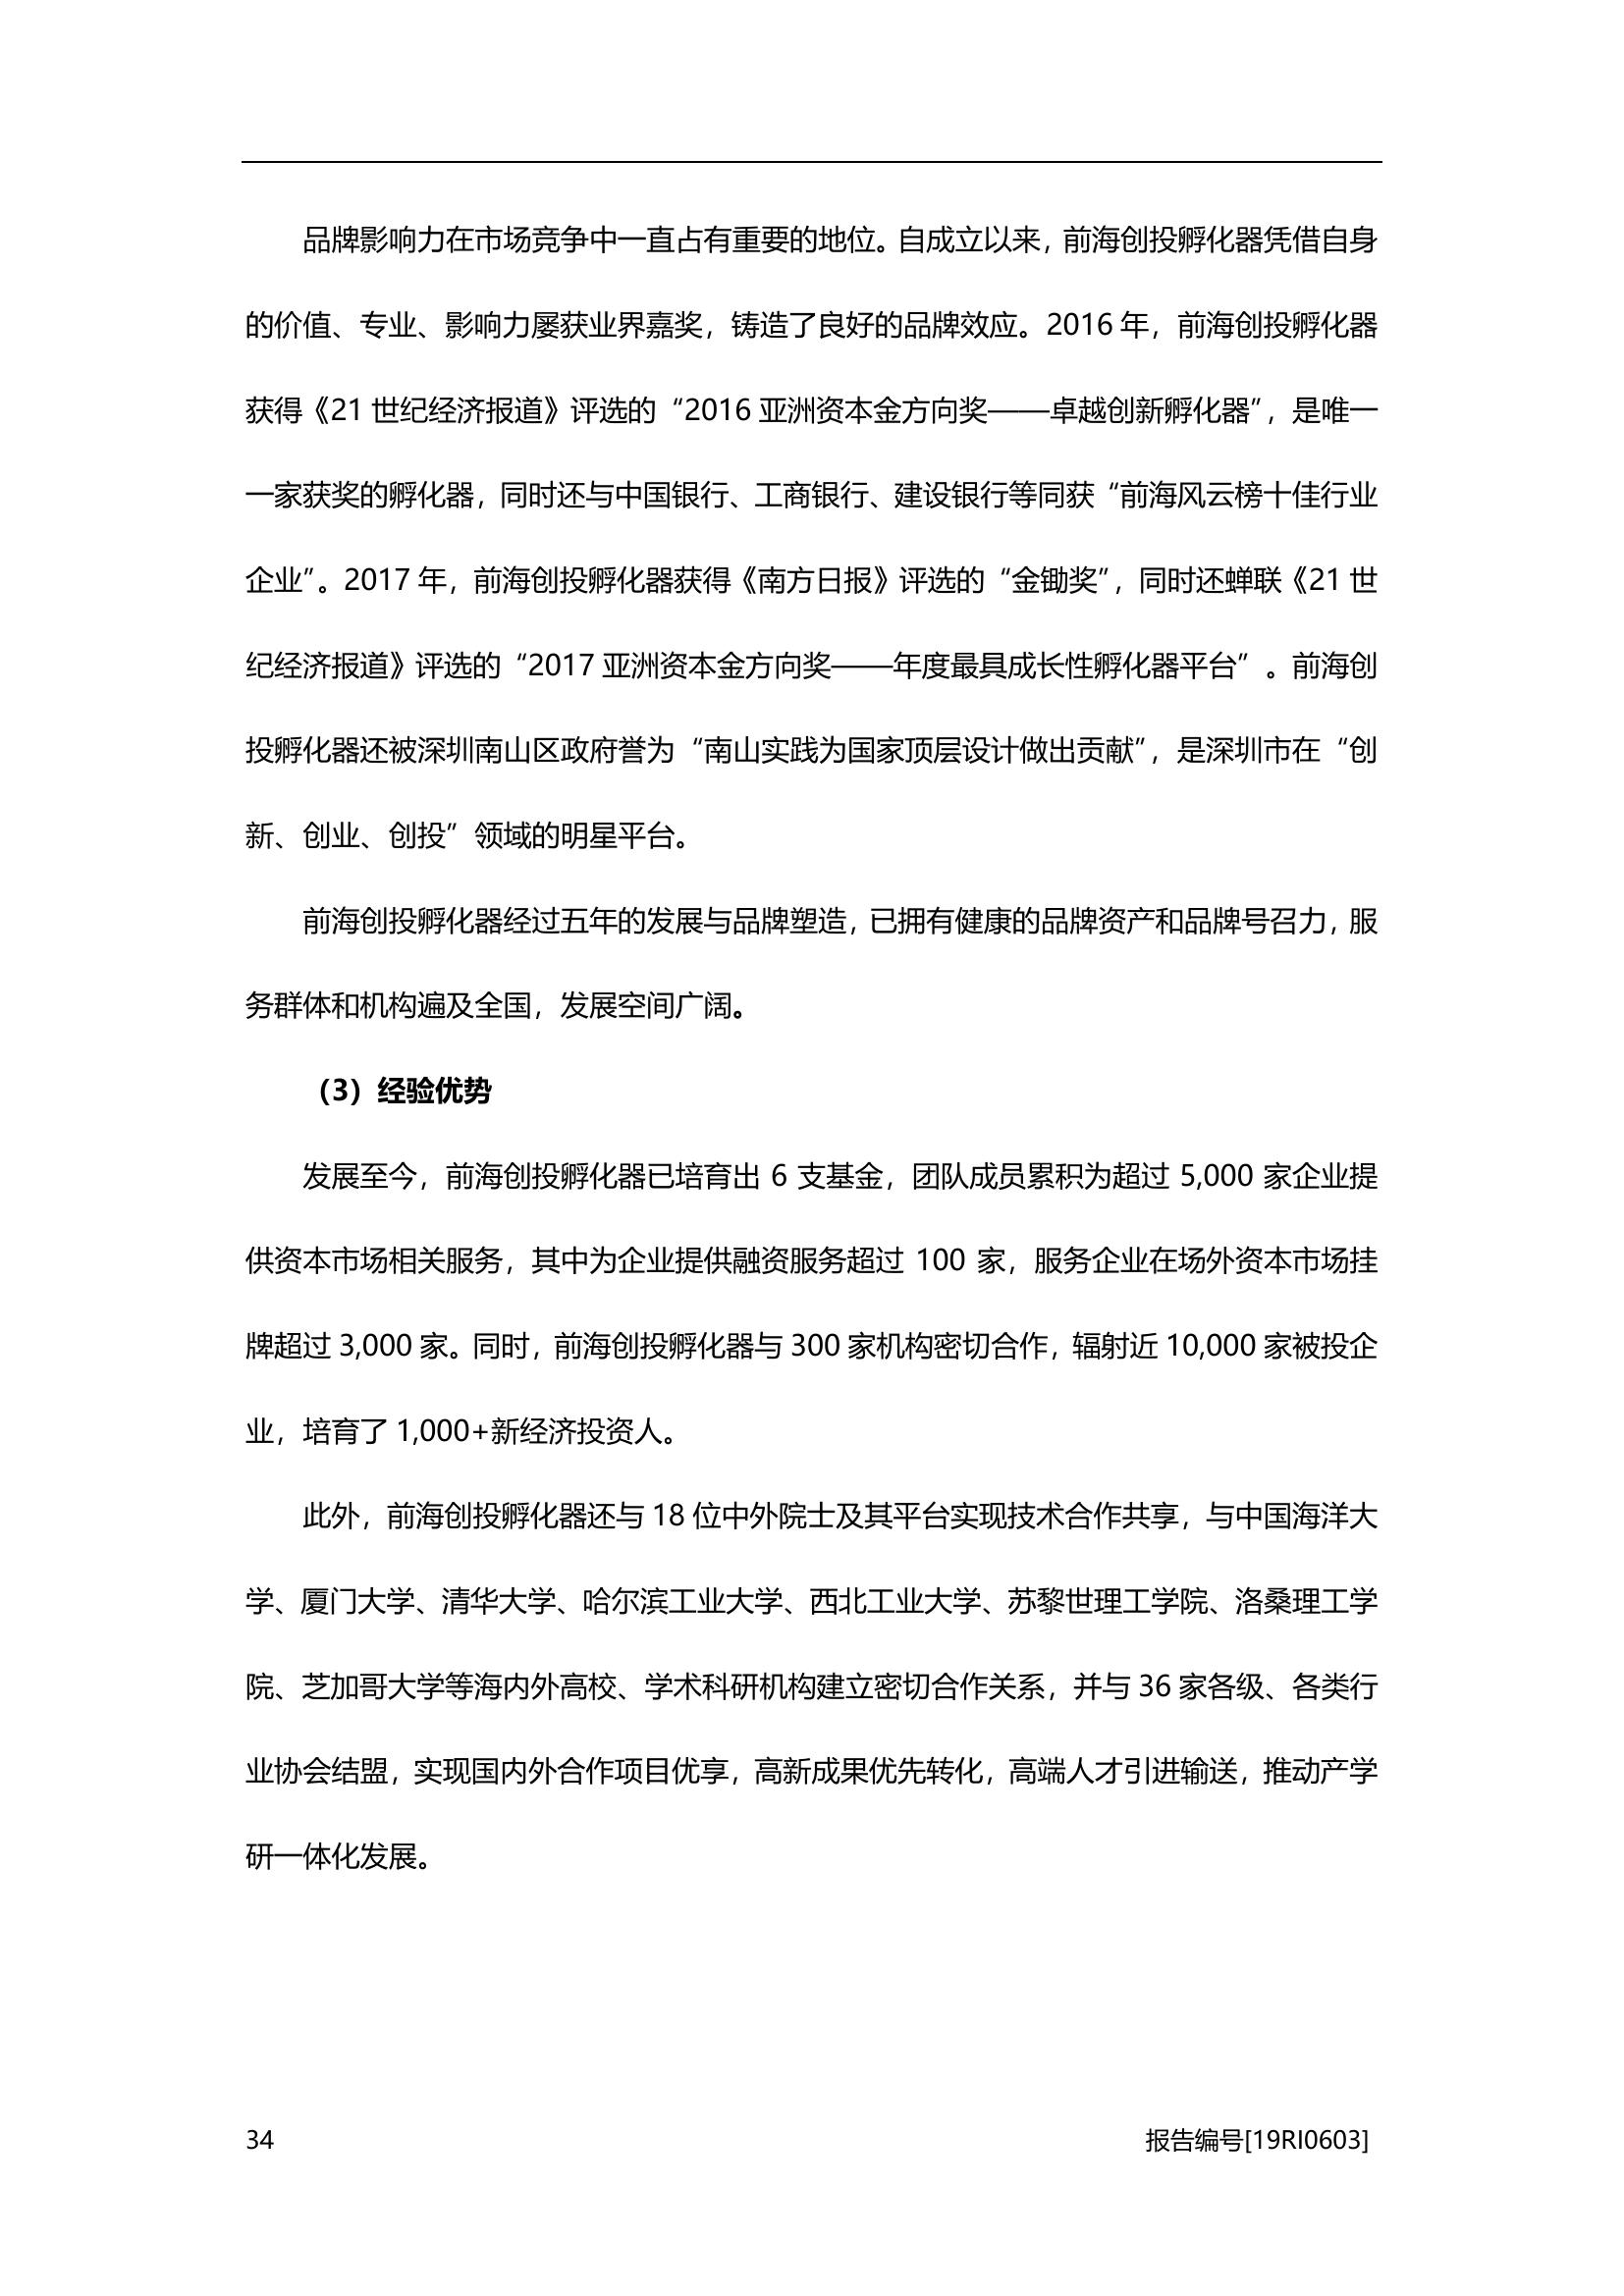 品牌影响力在市场竞争中一直占有重要的地位。自成立以来，前海创投孵化器凭借自身
的价值、专业、影响力屡获业界嘉奖，铸造了良好的品牌效应。2016 年，前海创投孵化器
获得《21 世纪经济报道》评选的“2016 亚洲资本金方向奖——卓越创新孵化器”，是唯一
一家获奖的孵化器，同时还与中国银行、工商银行、建设银行等同获“前海风云榜十佳行业
企业”。2017 年，前海创投孵化器获得《南方日报》评选的“金锄奖”，同时还蝉联《21 世
纪经济报道》评选的“2017 亚洲资本金方向奖——年度最具成长性孵化器平台”。前海创
投孵化器还被深圳南山区政府誉为“南山实践为国家顶层设计做出贡献”，是深圳市在“创
新、创业、创投”领域的明星平台。
前海创投孵化器经过五年的发展与品牌塑造，已拥有健康的品牌资产和品牌号召力，服
务群体和机构遍及全国，发展空间广阔。
（3）经验优势
发展至今，前海创投孵化器已培育出 6 支基金，团队成员累积为超过 5,000 家企业提
供资本市场相关服务，其中为企业提供融资服务超过 100 家，服务企业在场外资本市场挂
牌超过 3,000 家。同时，前海创投孵化器与 300 家机构密切合作，辐射近 10,000 家被投企
业，培育了 1,000+新经济投资人。
此外，前海创投孵化器还与 18 位中外院士及其平台实现技术合作共享，与中国海洋大
学、厦门大学、清华大学、哈尔滨工业大学、西北工业大学、苏黎世理工学院、洛桑理工学
院、芝加哥大学等海内外高校、学术科研机构建立密切合作关系，并与 36 家各级、各类行
业协会结盟，实现国内外合作项目优享，高新成果优先转化，高端人才引进输送，推动产学
研一体化发展。
34
报告编号[19RI0603]